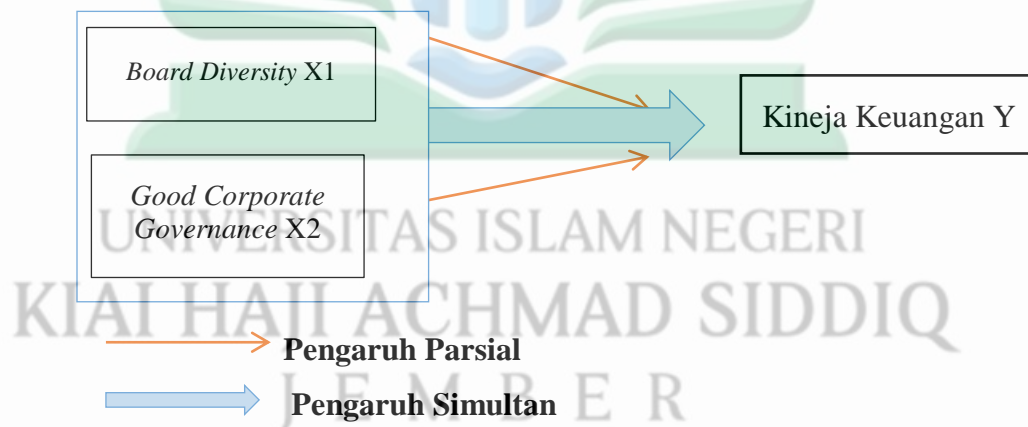 Board Diversity X1
Kineja Keuangan Y
Good Corporate
Governance X2
UNIVERSITAS ISLAM NEGERI
KIAI HAJI ACHMAD SIDDIQ
Pengaruh Parsial
JEMBER
Pengaruh Simultan